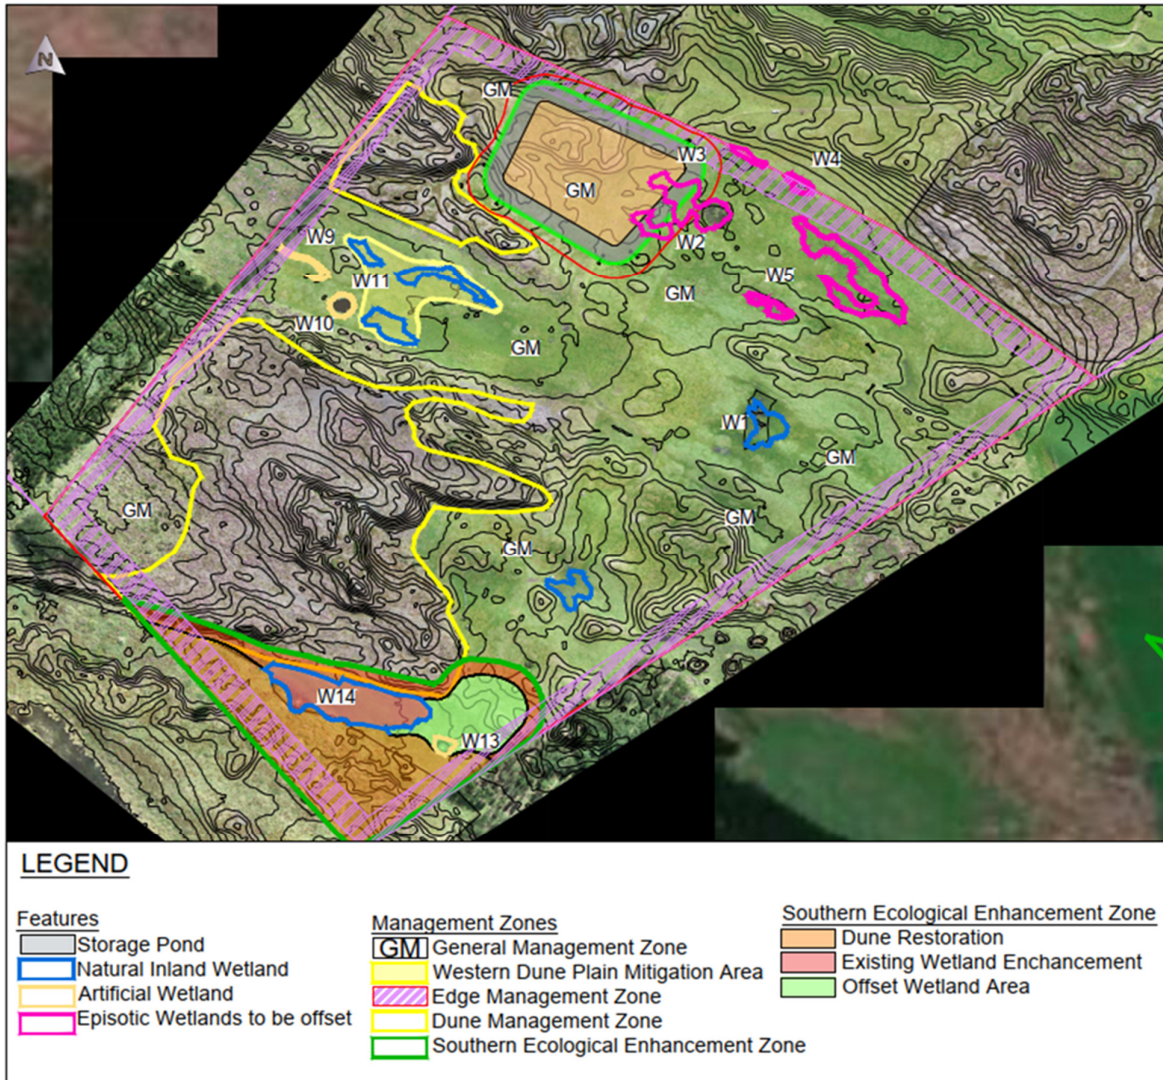 N
GM
W3
W4
GM
W2
W9
W5
W11
GM
W10
GM
W1
GM
GM
GM
GM
W14
W13
LEGEND
Features
Storage Pond
Natural Inland Wetland
Artificial Wetland
Episotic Wetlands to be offset
Management Zones
GM General Management Zone
Western Dune Plain Mitigation Area
Edge Management Zone
Dune Management Zone
Southern Ecological Enhancement Zone
Southern Ecological Enhancement Zone
Dune Restoration
Existing Wetland Enchancement
Offset Wetland Area